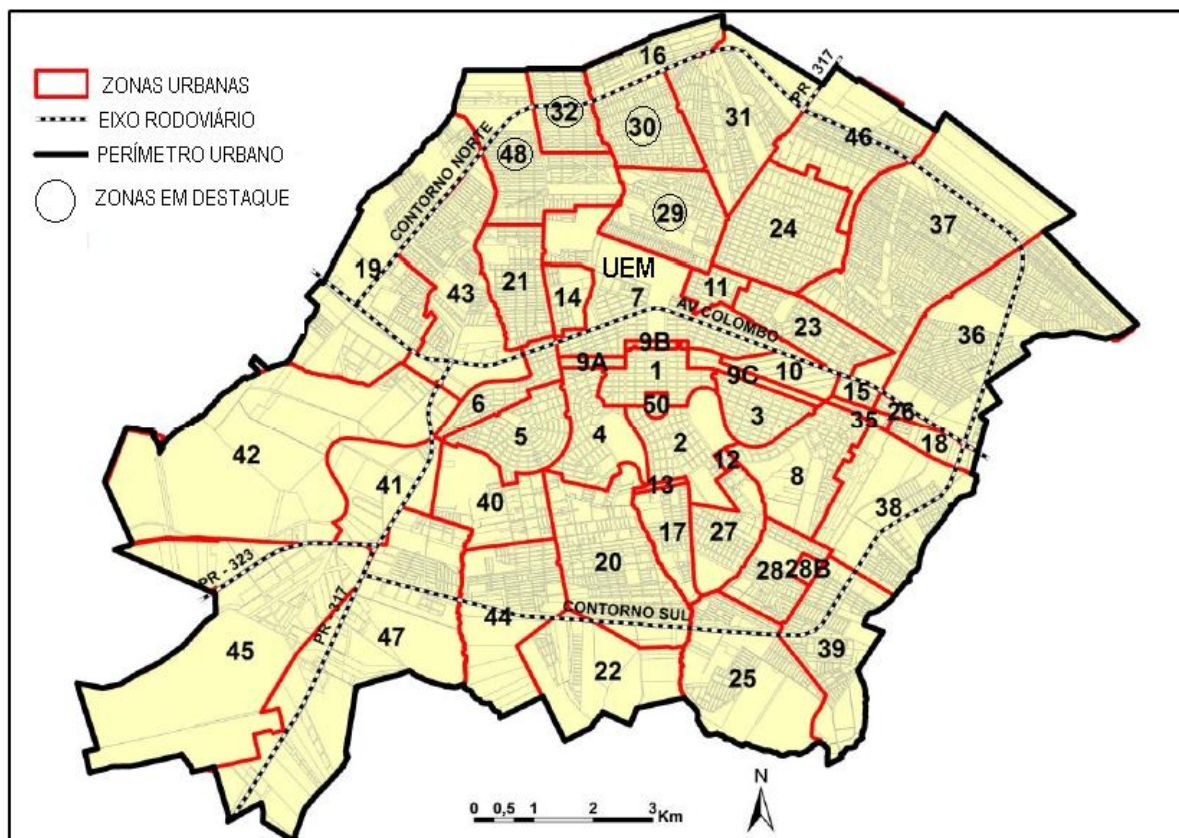 ZONAS URBANAS
EIXO RODOVIÁRIO
PERÍMETRO URBANO
ZONAS EM DESTAQUE
16
PR - 317
32
30
31
46
48
CONTORNO NORTE
29
24
37
UEM
19
43
21
14
7
11
AV COLOMBO
23
36
9A
9B
1
9C
10
15
26
35
18
6
5
4
50
2
3
12
8
42
41
40
13
17
27
38
20
28
28B
PR - 323
PR - 317
44
CONTORNO SUL
45
47
22
25
39
N
0 0,5 1 2 3 Km